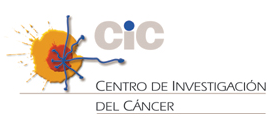 cic
CENTRO DE INVESTIGACIÓN
DEL CÁNCER